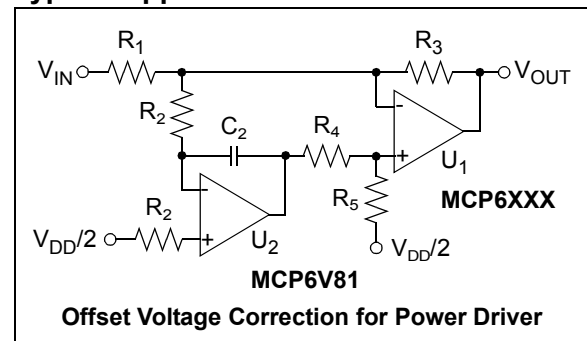 R1
R3
VIN
VOUT
R2
C2
R4
U1
MCP6XXX
R2
R5
VDD/2
U2
VDD/2
MCP6V81
Offset Voltage Correction for Power Driver